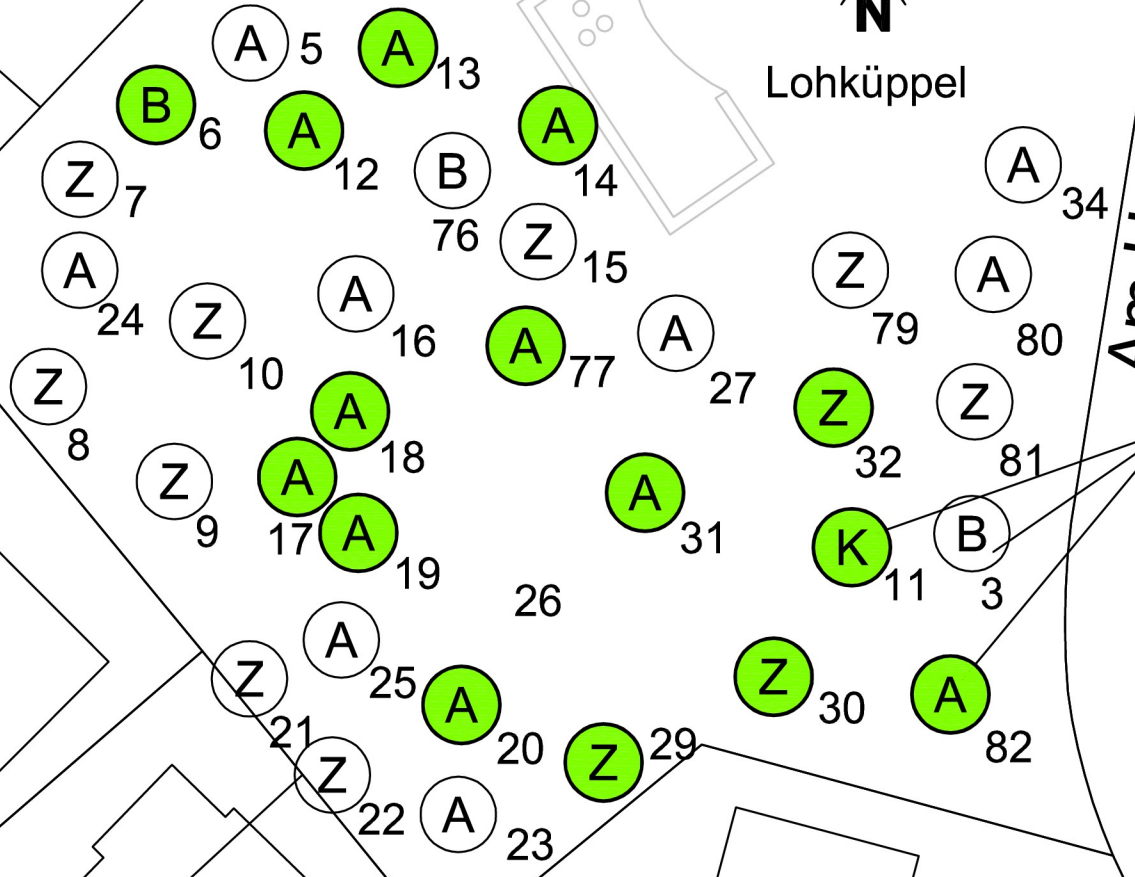 N
Lohküppel
A 5
A 13
B 6
A 12
A 14
Z 7
B 76
A 34
A 24
Z 15
Z 79
A 80
Z 10
A 16
A 77
A 27
Z 8
A 18
Z 32
Z 81
Z 9
A 17
A 19
A 31
K 11
B 3
26
A 25
Z 21
A 20
Z 30
A 82
Z 29
Z 22
A 23